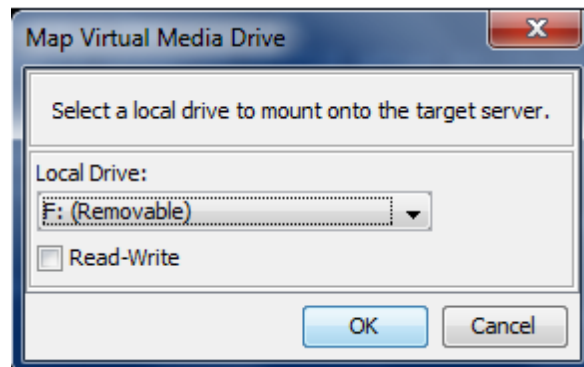 Map Virtual Media Drive
Select a local drive to mount onto the target server.
Local Drive:
F: (Removable)
Read-Write
OK
Cancel